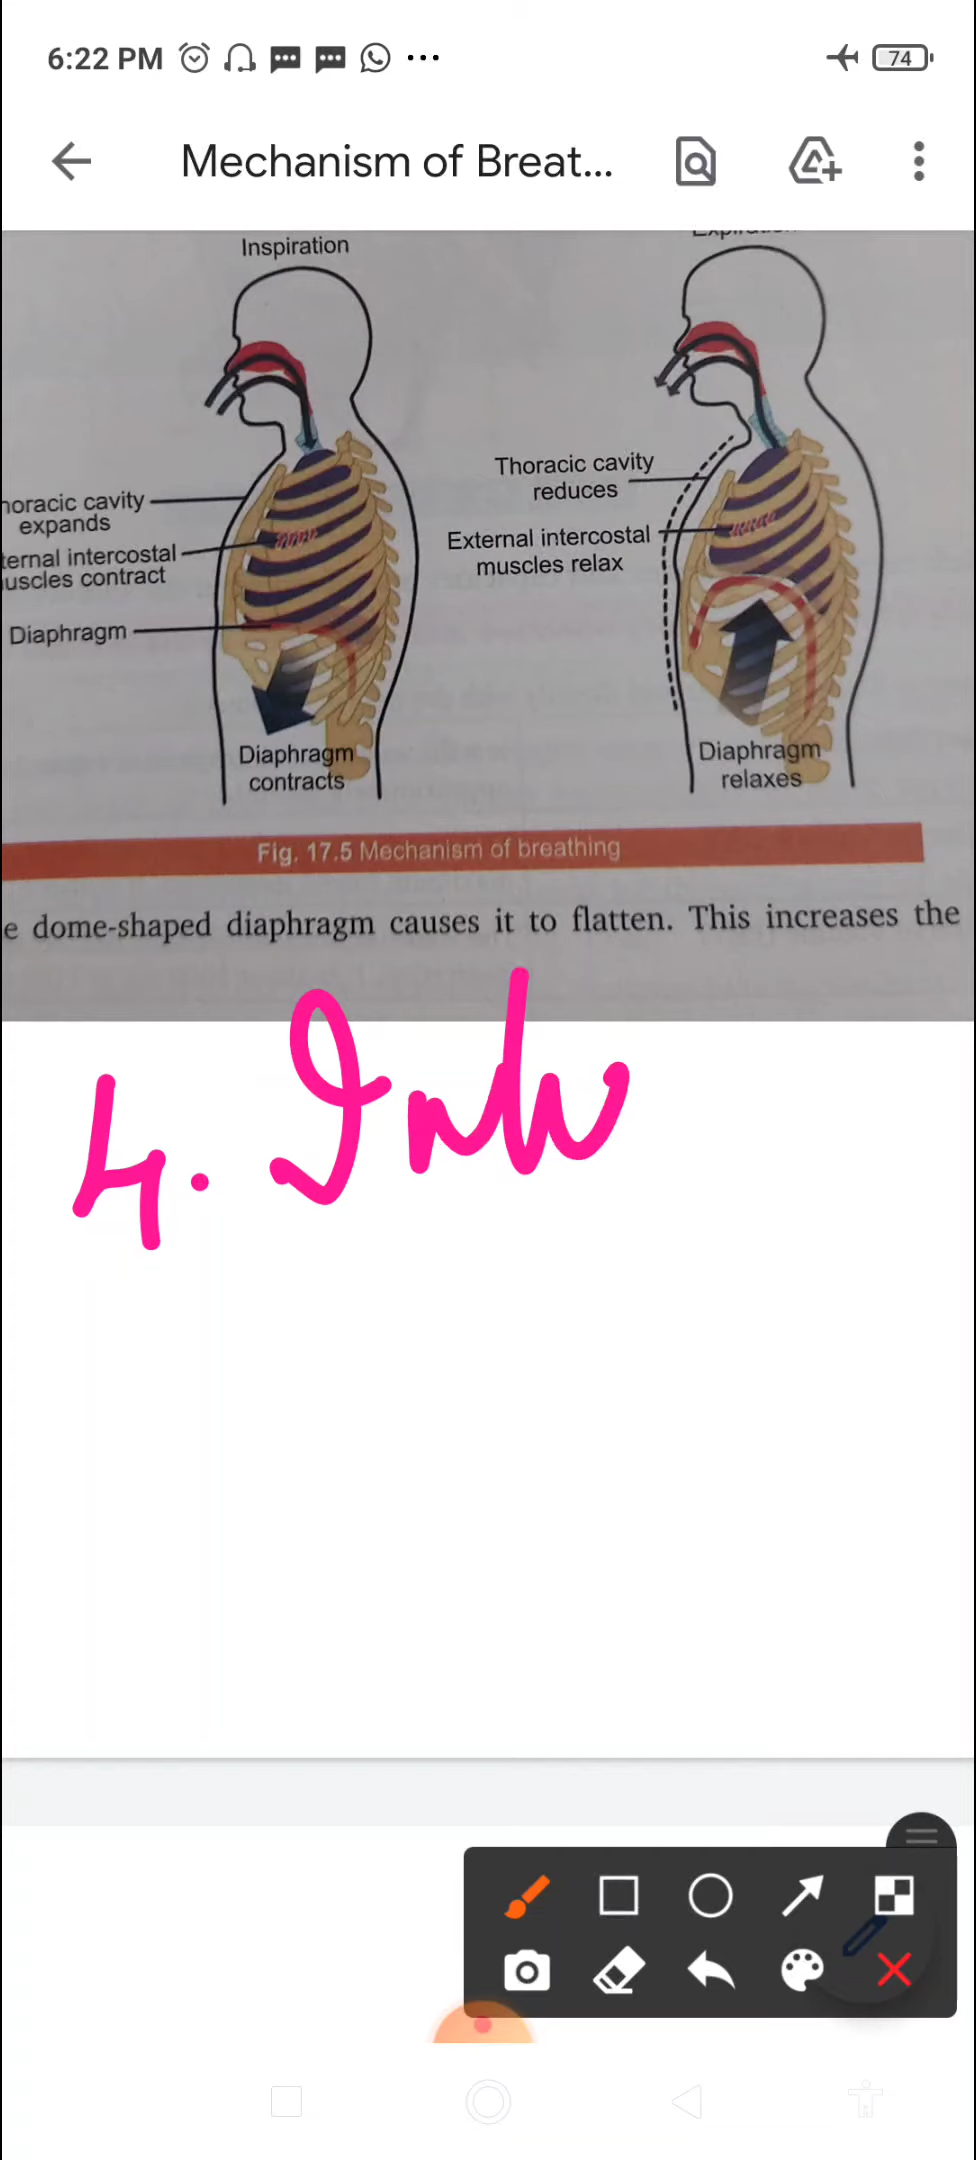 6:22 PM
74
Mechanism of Breat...
Inspiration
Thoracic cavity
reduces
horacic cavity
expands
External intercostal
muscles relax
ternal intercostal
uscles contract
Diaphragm
Diaphragm
contracts
Diaphragm
relaxes
Fig. 17.5 Mechanism of breathing
e dome-shaped diaphragm causes it to flatten. This increases the
4.